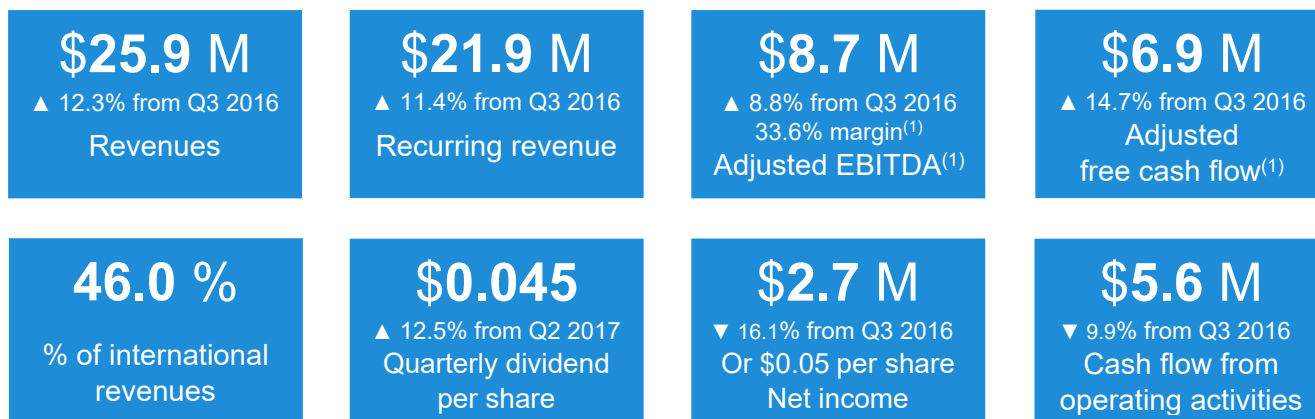 $25.9 M
▲ 12.3% from Q3 2016
Revenues
$21.9 M
▲ 11.4% from Q3 2016
Recurring revenue
$8.7 M
▲ 8.8% from Q3 2016
33.6% margin(1)
Adjusted EBITDA(1)
$6.9 M
▲ 14.7% from Q3 2016
Adjusted
free cash flow(1)
46.0 %
% of international
revenues
$0.045
▲ 12.5% from Q2 2017
Quarterly dividend
per share
$2.7 M
▼ 16.1% from Q3 2016
Or $0.05 per share
Net income
$5.6 M
▼ 9.9% from Q3 2016
Cash flow from
operating activities